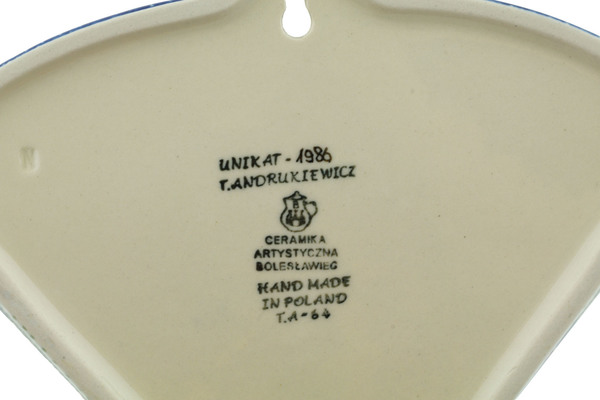 UNIKAT - 1986
T. ANDRUKIEWICZ
CERAMIKA
ARTYSTYCZNA
BOLESŁAWIEC
HAND MADE
IN POLAND
T.A-64
N